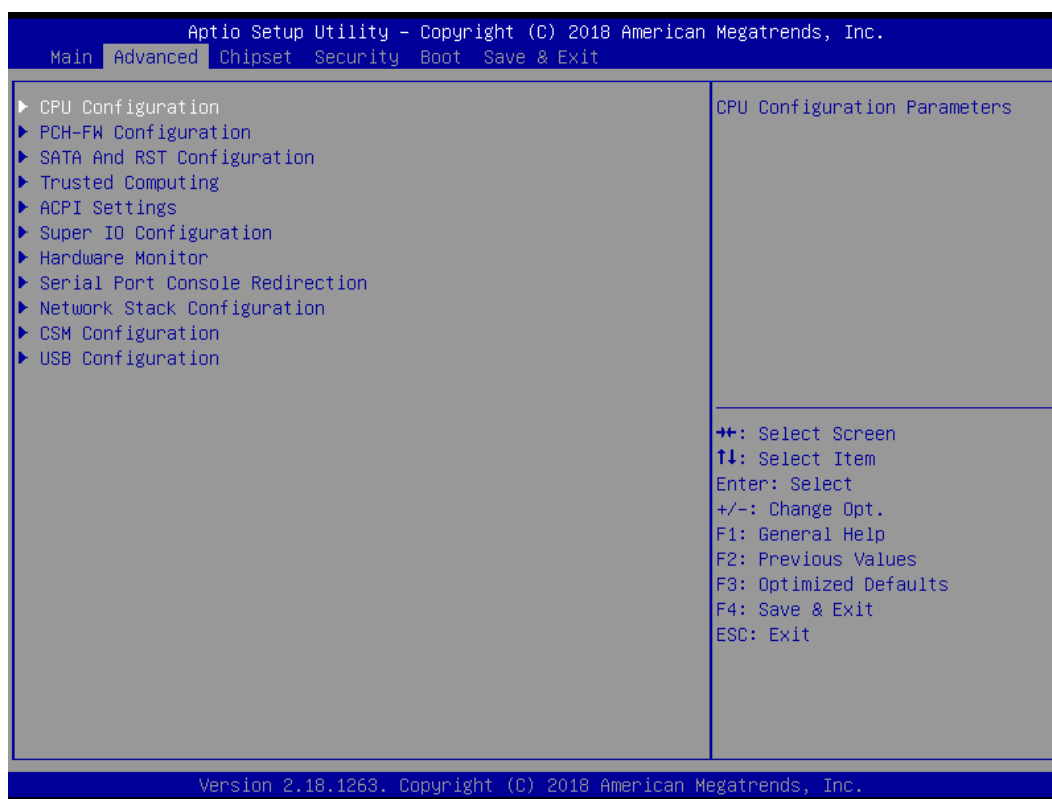 Aptio Setup Utility – Copyright (C) 2018 American Megatrends, Inc.
Main Advanced Chipset Security Boot Save & Exit
▶ CPU Configuration
▶ PCH-FW Configuration
▶ SATA And RST Configuration
▶ Trusted Computing
▶ ACPI Settings
▶ Super IO Configuration
▶ Hardware Monitor
▶ Serial Port Console Redirection
▶ Network Stack Configuration
▶ CSM Configuration
▶ USB Configuration
CPU Configuration Parameters
→←: Select Screen
↑↓: Select Item
Enter: Select
+/-: Change Opt.
F1: General Help
F2: Previous Values
F3: Optimized Defaults
F4: Save & Exit
ESC: Exit
Version 2.18.1263. Copyright (C) 2018 American Megatrends, Inc.